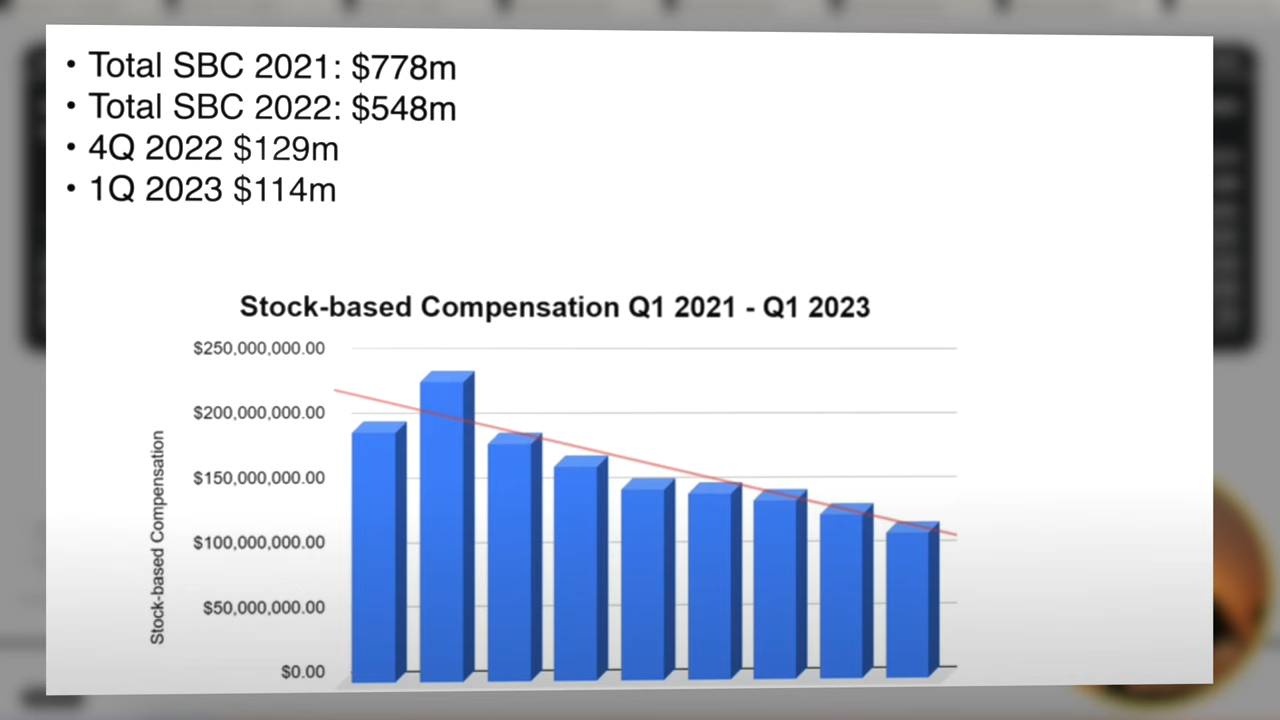 • Total SBC 2021: $778m
• Total SBC 2022: $548m
• 4Q 2022 $129m
• 1Q 2023 $114m
Stock-based Compensation Q1 2021 - Q1 2023
$250,000,000.00
$200,000,000.00
$150,000,000.00
$100,000,000.00
$50,000,000.00
$0.00
Stock-based Compensation